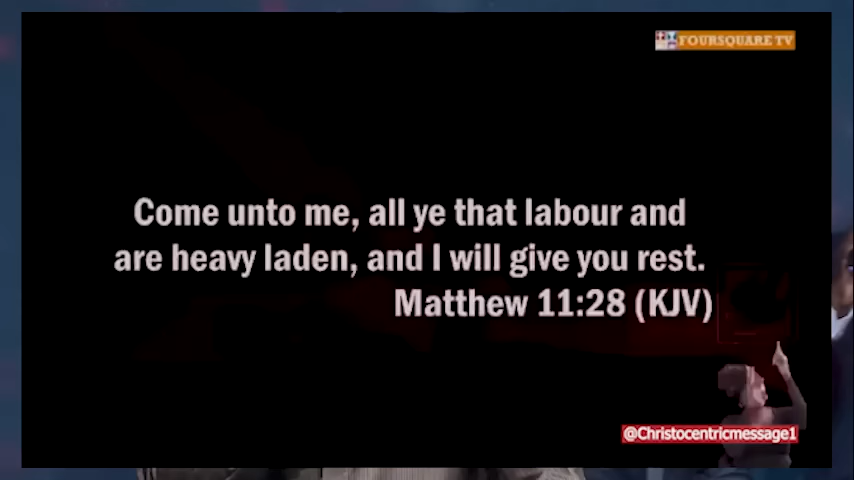 FOURSQUARE TV
Come unto me, all ye that labour and
are heavy laden, and I will give you rest.
Matthew 11:28 (KJV)
@Christocentricmessage1